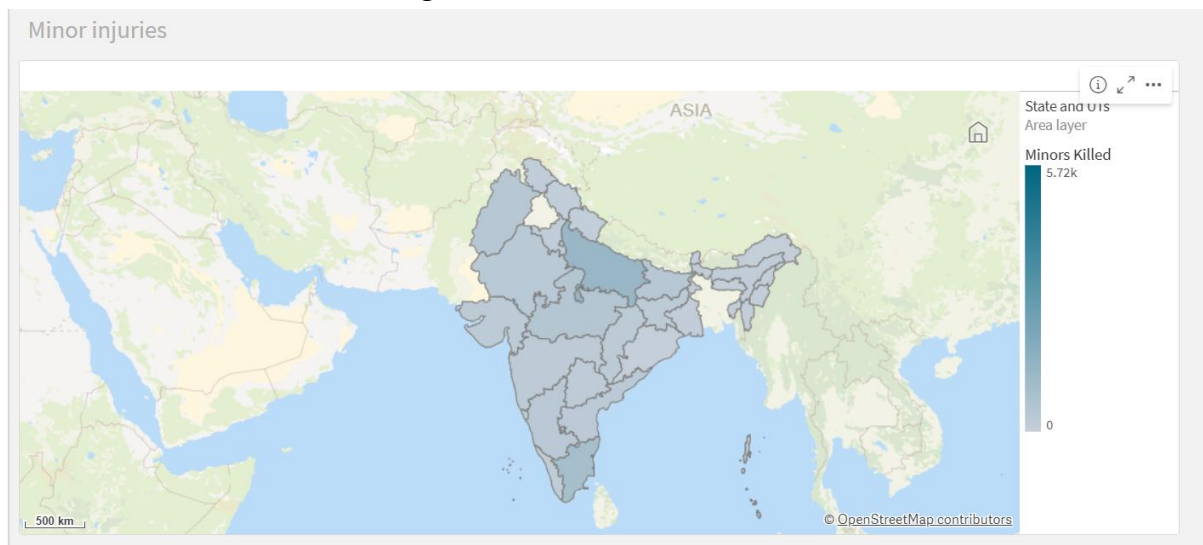 Minor injuries
State and UTs
Area layer
Minors Killed
5.72k
0
ASIA
500 km
© OpenStreetMap contributors